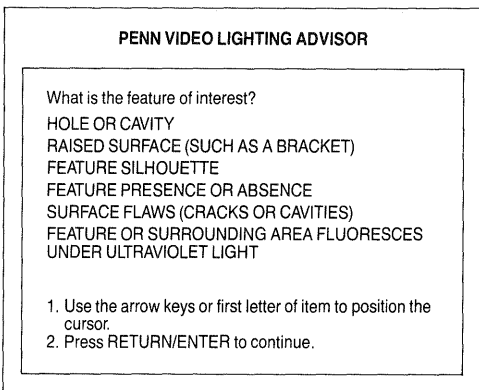 PENN VIDEO LIGHTING ADVISOR
What is the feature of interest?
HOLE OR CAVITY
RAISED SURFACE (SUCH AS A BRACKET)
FEATURE SILHOUETTE
FEATURE PRESENCE OR ABSENCE
SURFACE FLAWS (CRACKS OR CAVITIES)
FEATURE OR SURROUNDING AREA FLUORESCES
UNDER ULTRAVIOLET LIGHT
1. Use the arrow keys or first letter of item to position the
cursor.
2. Press RETURN/ENTER to continue.